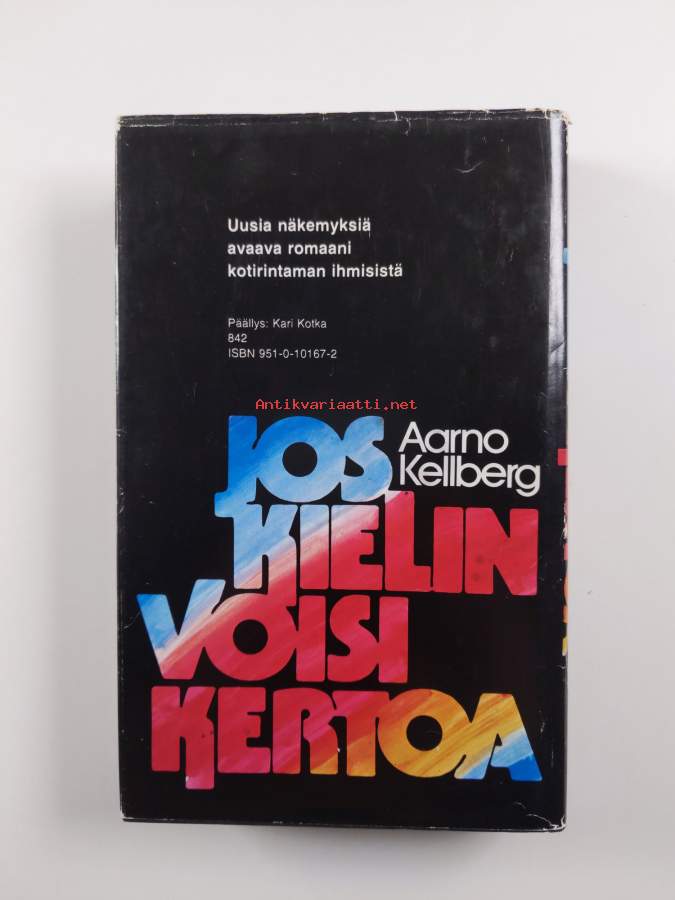 Uusia näkemyksiä
avaava romaani
kotirintaman ihmisistä
Päällys: Kari Kotka
842
ISBN 951-0-10167-2
Antikvariaatti.net
JOS
Aarno
Kellberg
KIELIN
VOISI
KERTOA